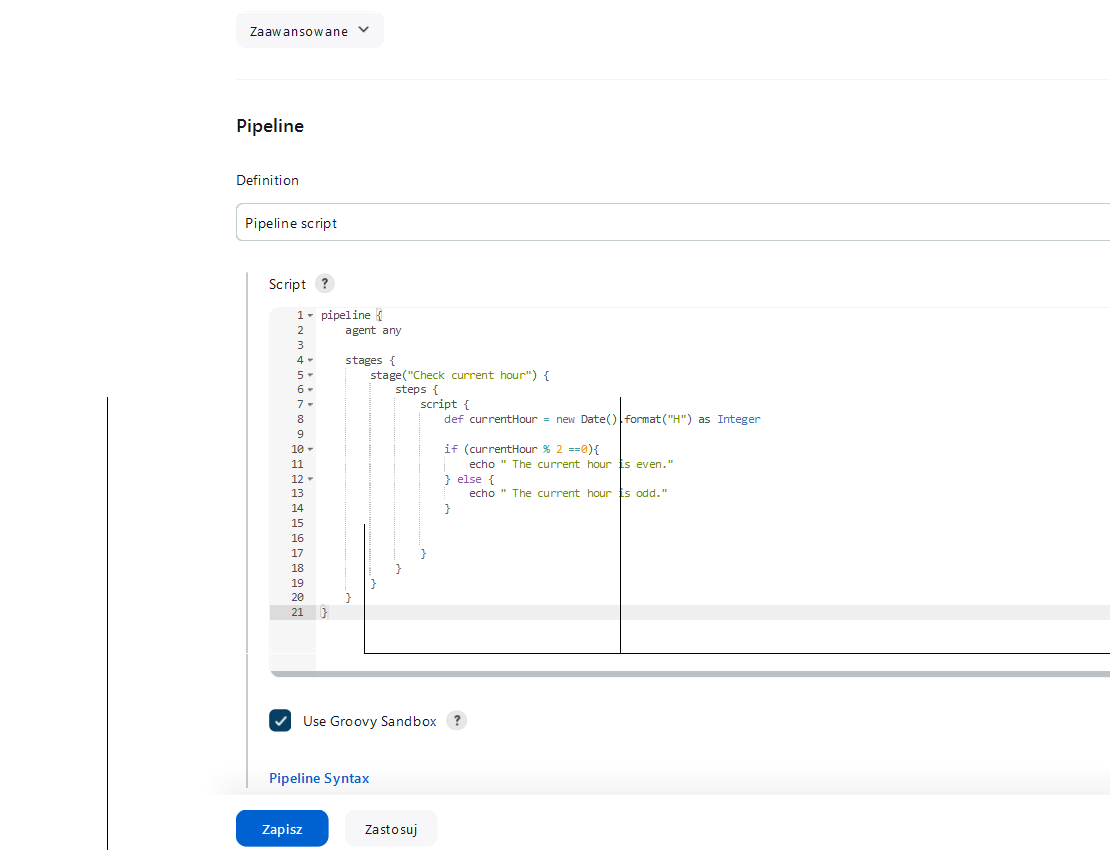 Zaawansowane
Pipeline
Definition
Pipeline script
Script ?
1 pipeline {
2 agent any
3
4 stages {
5 stage("Check current hour") {
6 steps {
7 script {
8 def currentHour = new Date().format("H") as Integer
9
10 if (currentHour % 2 ==0){
11 echo " The current hour is even."
12 } else {
13 echo " The current hour is odd."
14 }
15
16
17 }
18 }
19 }
20 }
21 }
Use Groovy Sandbox ?
Pipeline Syntax
Zapisz Zastosuj